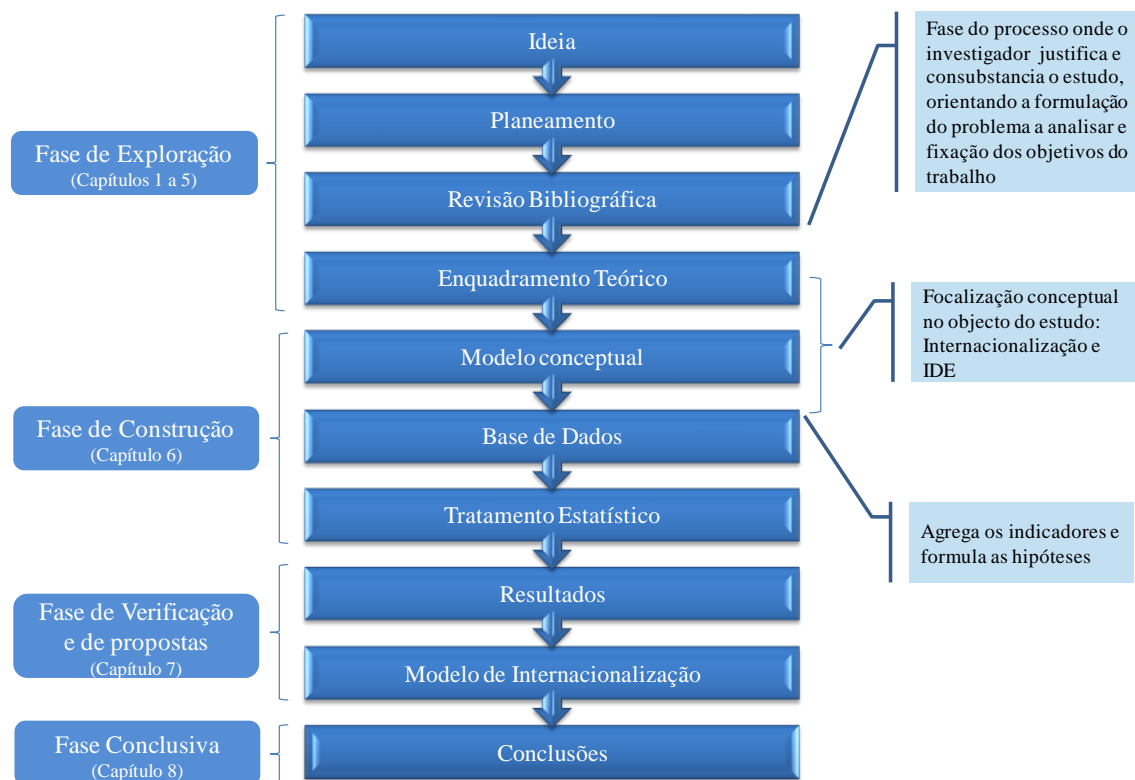 Ideia
Planeamento
Revisão Bibliográfica
Enquadramento Teórico
Modelo conceptual
Base de Dados
Tratamento Estatístico
Resultados
Modelo de Internacionalização
Conclusões
Fase de Exploração
(Capítulos 1 a 5)
Fase de Construção
(Capítulo 6)
Fase de Verificação
e de propostas
(Capítulo 7)
Fase Conclusiva
(Capítulo 8)
Fase do processo onde o
investigador justifica e
consubstancia o estudo,
orientando a formulação
do problema a analisar e
fixação dos objetivos do
trabalho
Focalização conceptual
no objecto do estudo:
Internacionalização e
IDE
Agrega os indicadores e
formula as hipóteses